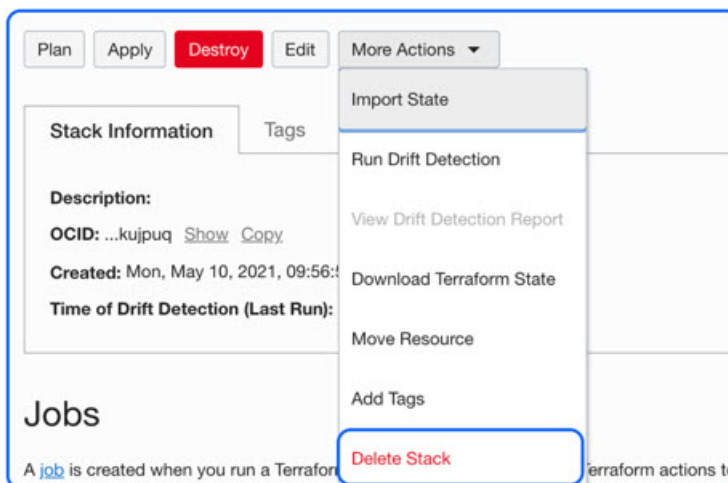 Plan Apply Destroy Edit More Actions
Import State
Stack Information Tags
Run Drift Detection
Description:
View Drift Detection Report
OCID: ...kujpuq Show Copy
Created: Mon, May 10, 2021, 09:56:
Download Terraform State
Time of Drift Detection (Last Run):
Move Resource
Add Tags
Jobs
Delete Stack
A job is created when you run a Terrafor
erraform actions t